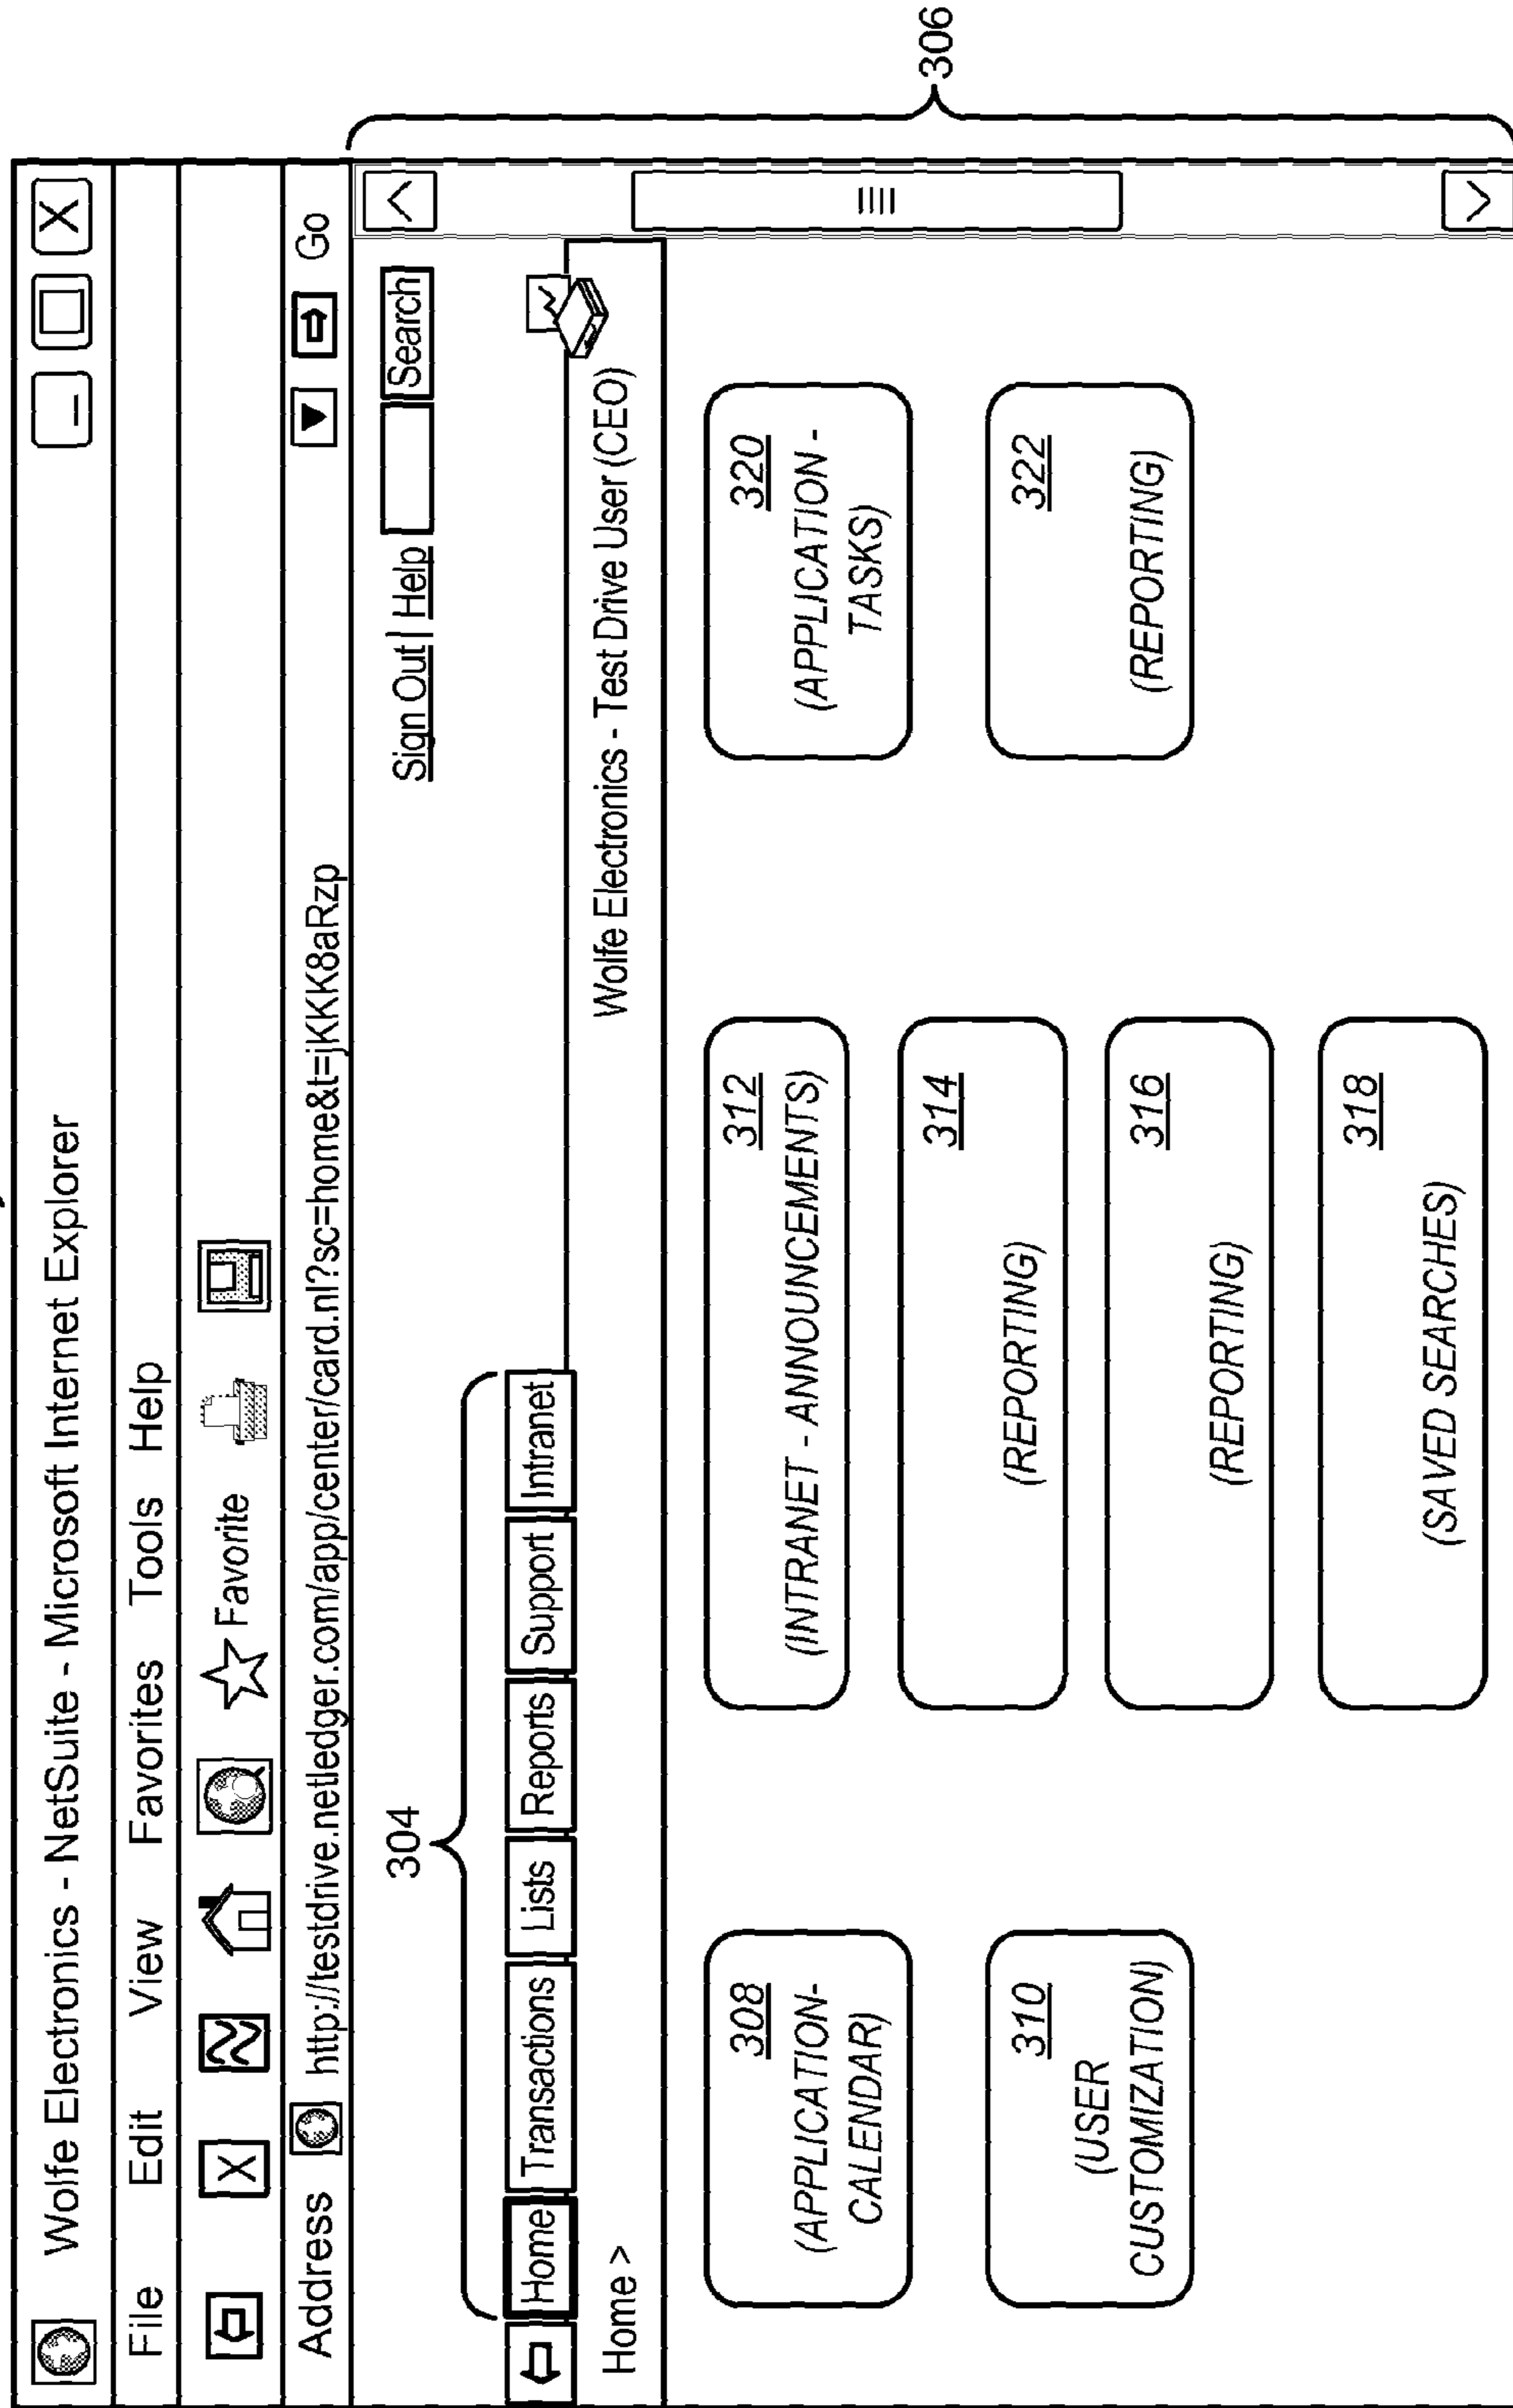 Wolfe Electronics - NetSuite - Microsoft Internet Explorer
File Edit View Favorites Tools Help
Favorite
Address http://testdrive.netledger.com/app/center/card.nl?sc=home&t=jKKK8aRzp Go
304
Sign Out | Help Search
Home Transactions Lists Reports Support Intranet
Home >
Wolfe Electronics - Test Drive User (CEO)
306
308
(APPLICATION-
CALENDAR)
310
(USER
CUSTOMIZATION)
312
(INTRANET - ANNOUNCEMENTS)
314
(REPORTING)
316
(REPORTING)
318
(SAVED SEARCHES)
320
(APPLICATION -
TASKS)
322
(REPORTING)